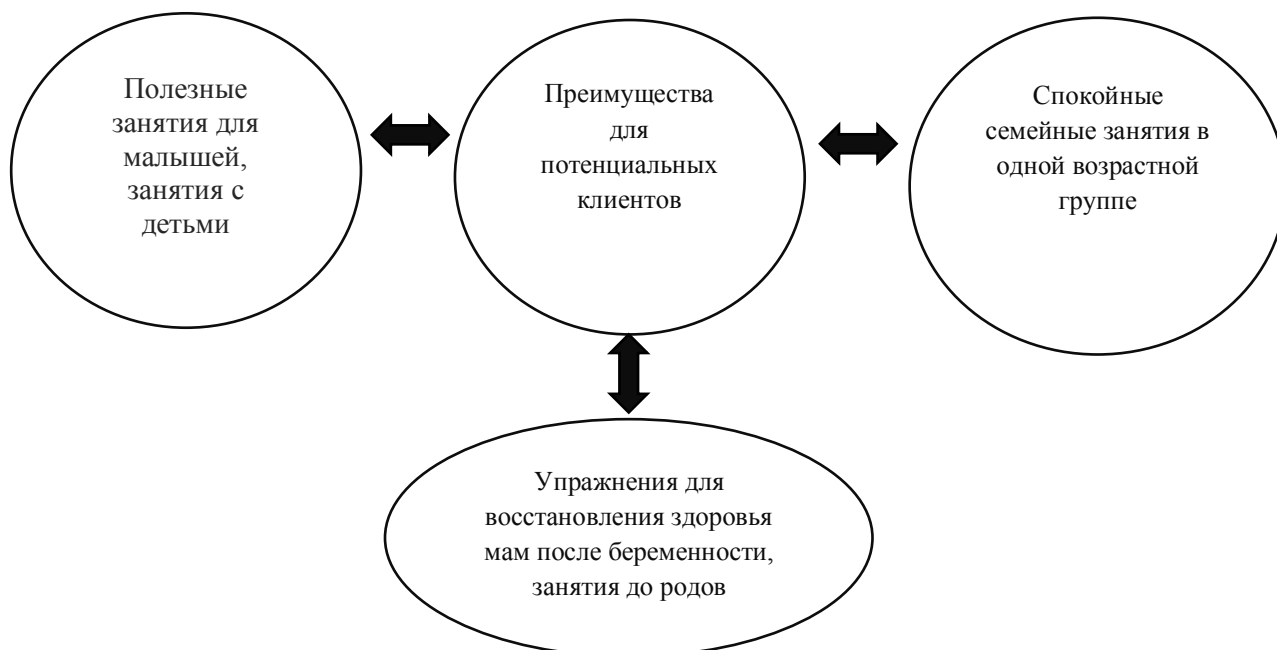 Полезные
занятия для
малышей,
занятия с
детьми
Преимущества
для
потенциальных
клиентов
Спокойные
семейные занятия в
одной возрастной
группе
Упражнения для
восстановления здоровья
мам после беременности,
занятия до родов